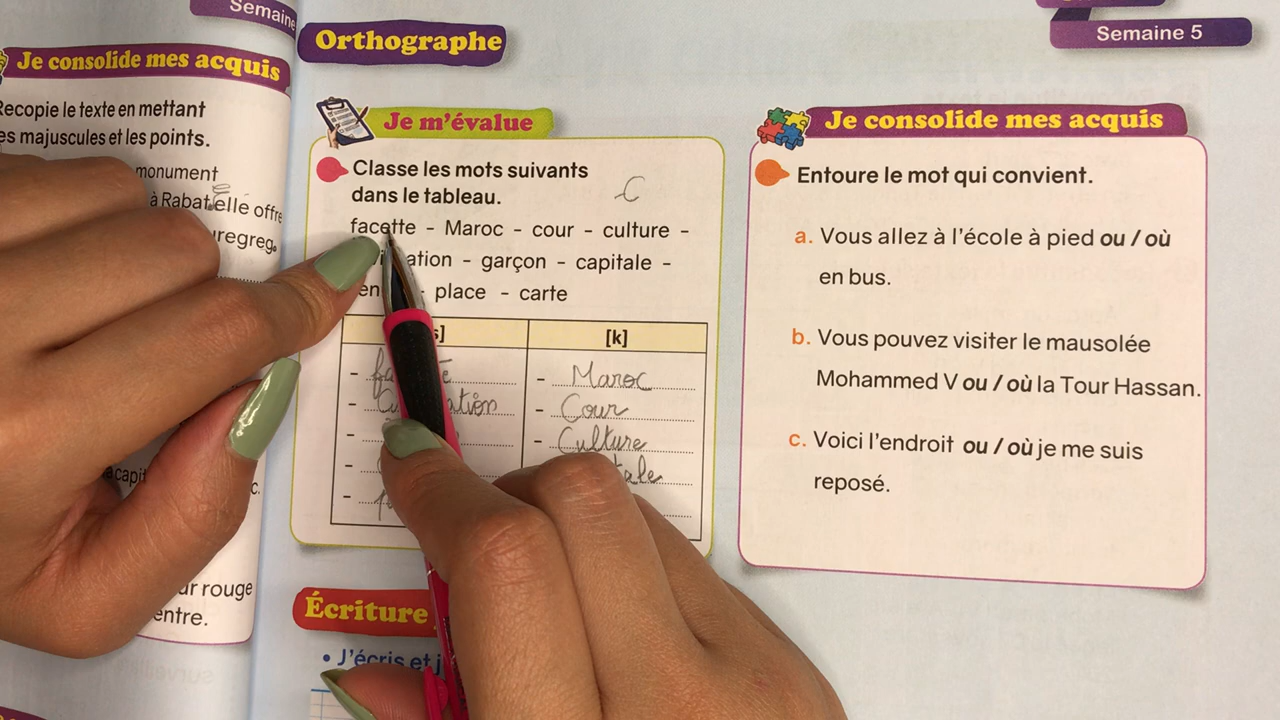 Semaine
Je consolide mes acquis
Recopie le texte en mettant
es majuscules et les points.
monument
à Rabat elle offre
uregreg.
c.
ur rouge
entre.
Orthographe
Je m'évalue
Classe les mots suivants
dans le tableau.
C
facette - Maroc - cour - culture -
ation - garçon - capitale -
en - place - carte
s] [k]
- Maroc
- Cour
- Culture
tale
Écriture
• J'écris et j
Semaine 5
Je consolide mes acquis
Entoure le mot qui convient.
a. Vous allez à l'école à pied ou / où
en bus.
b. Vous pouvez visiter le mausolée
Mohammed V ou / où la Tour Hassan.
c. Voici l'endroit ou / où je me suis
reposé.